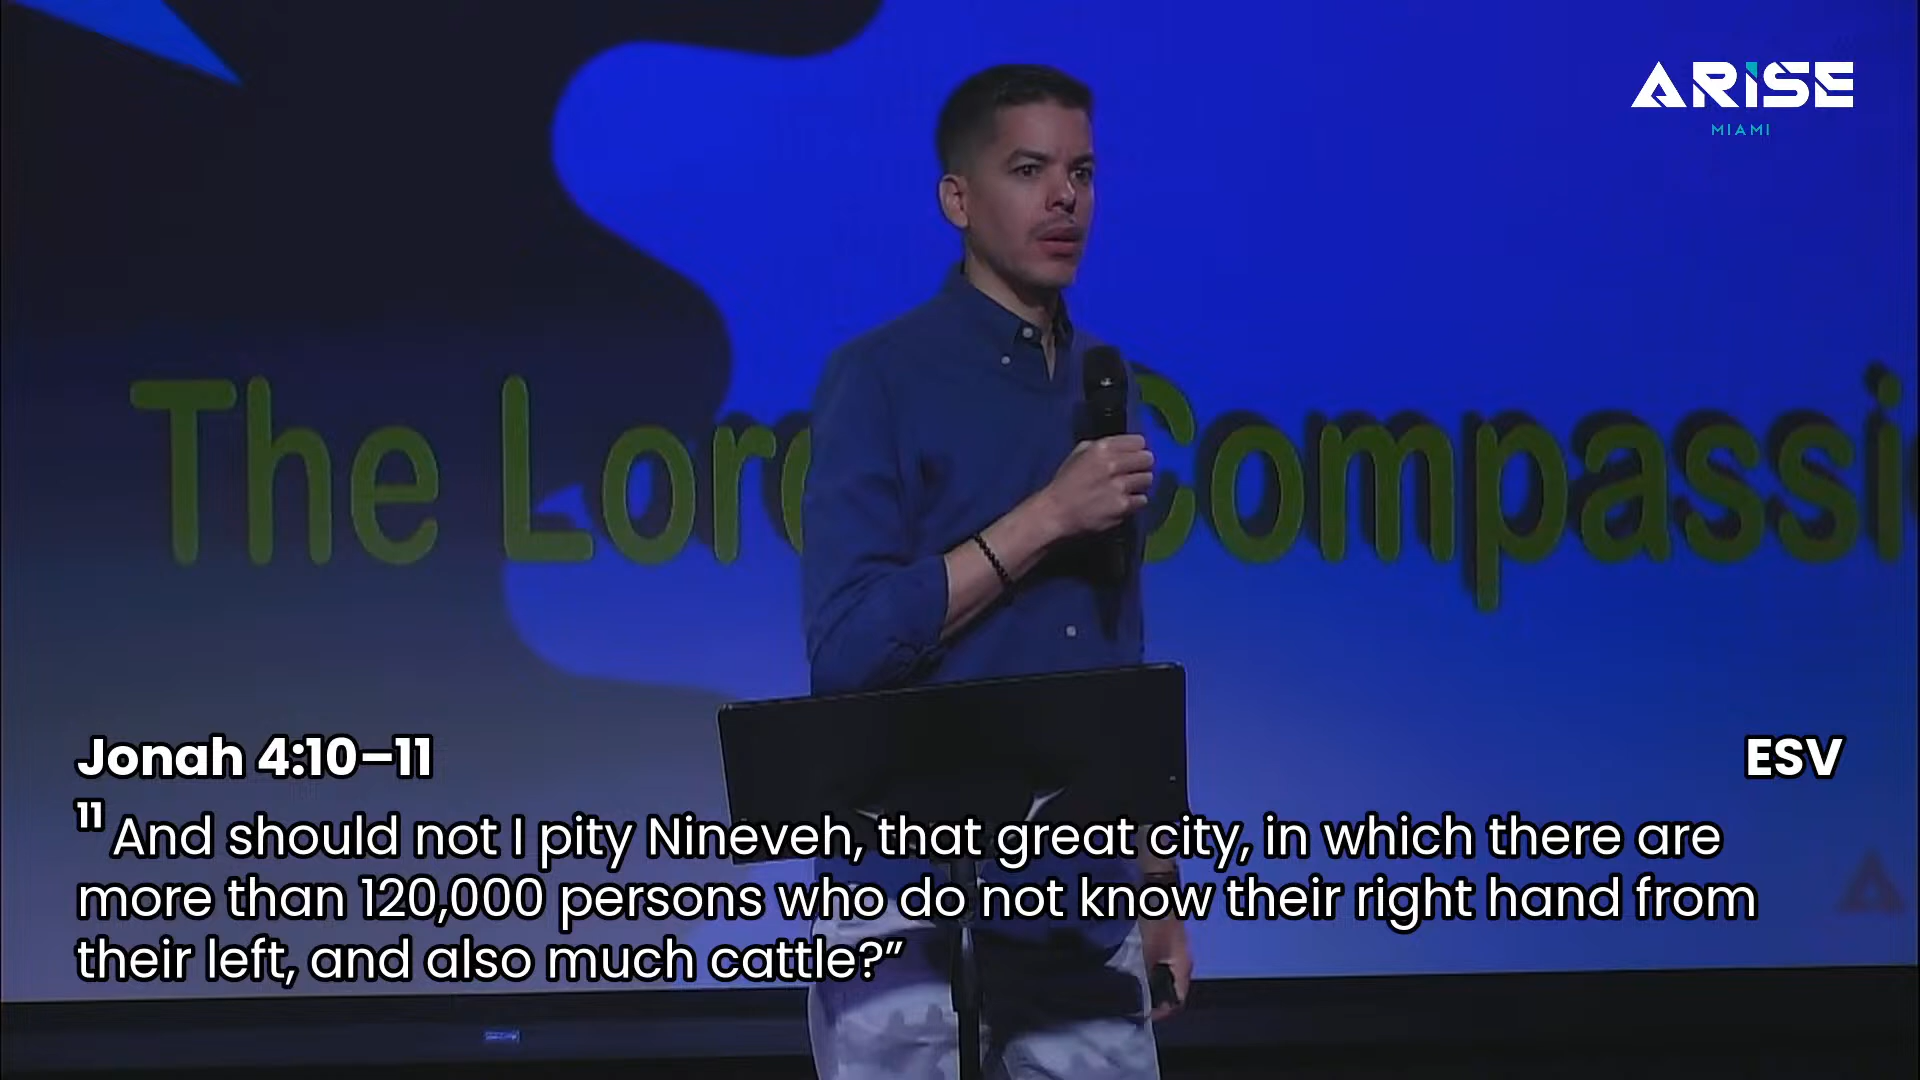 ARISE
MIAMI
The Compassi
Jonah 4:10–11
ESV
11 And should not I pity Nineveh, that great city, in which there are
more than 120,000 persons who do not know their right hand from
their left, and also much cattle?”